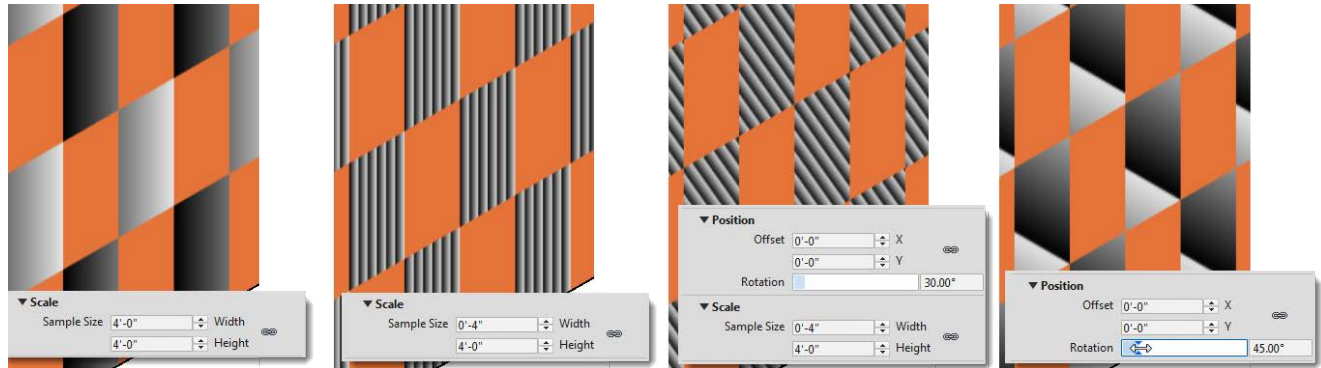 ▼ Scale
Sample Size 4'-0" Width
4'-0" Height
▼ Scale
Sample Size 0'-4" Width
4'-0" Height
▼ Position
Offset 0'-0" X
0'-0" Y
Rotation 30.00°
▼ Scale
Sample Size 0'-4" Width
4'-0" Height
▼ Position
Offset 0'-0" X
0'-0" Y
Rotation 45.00°